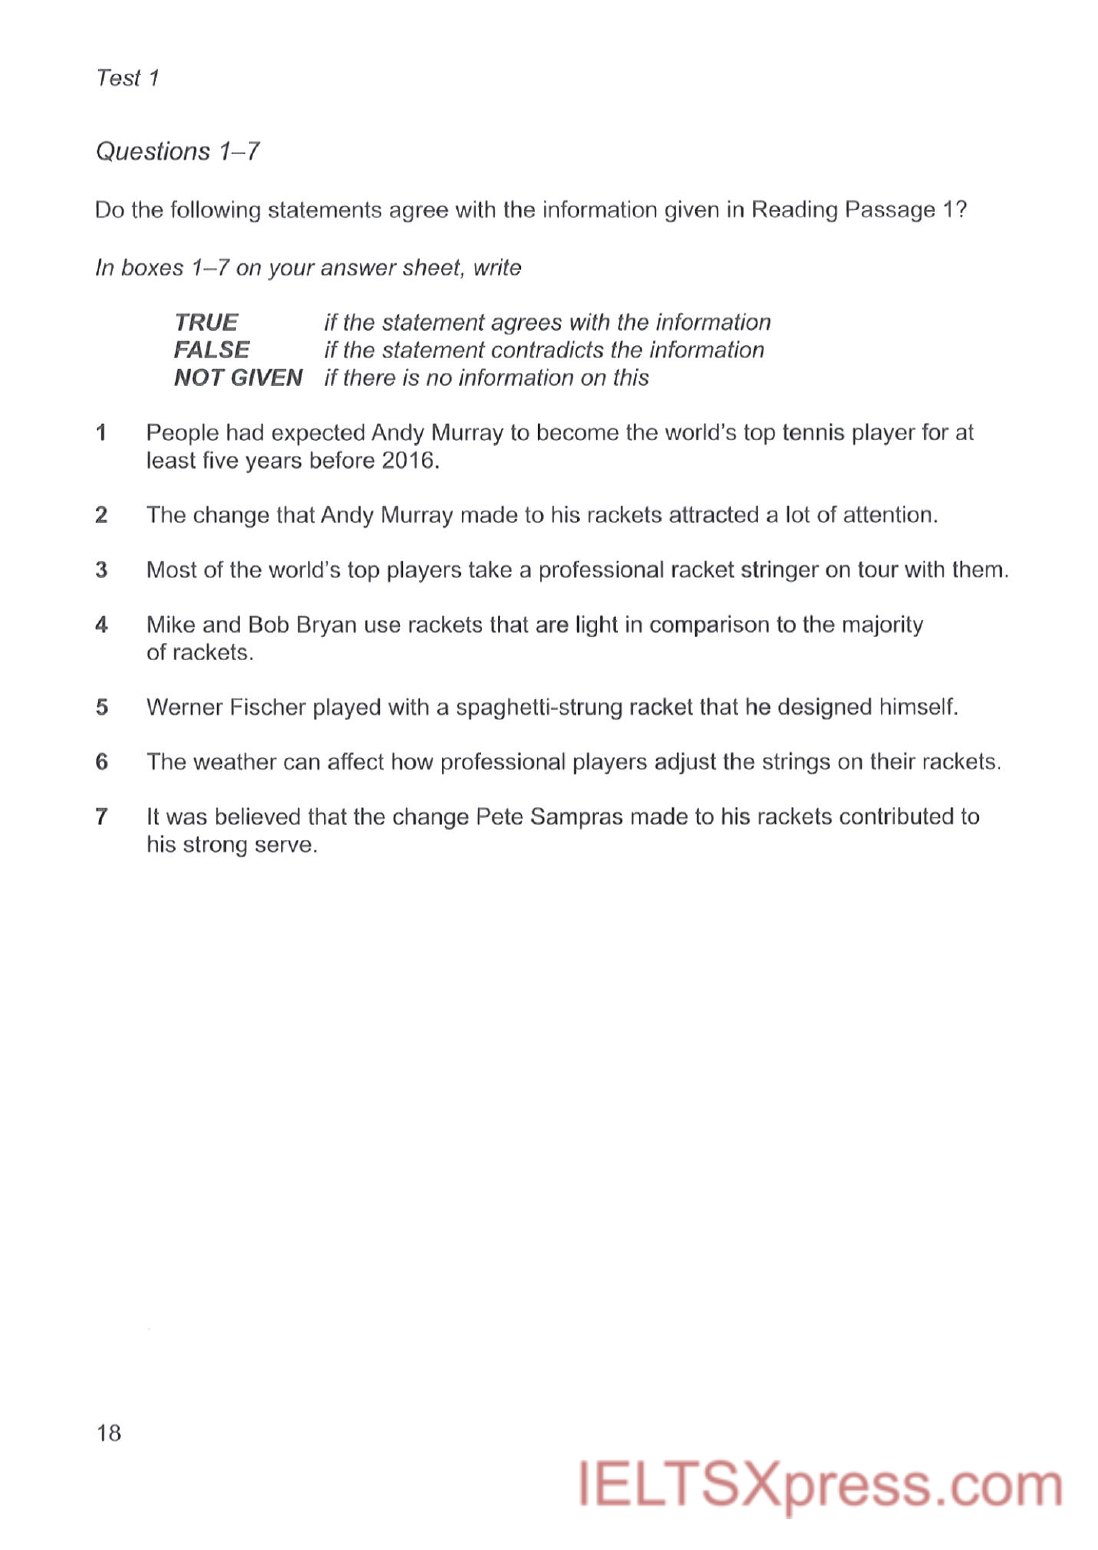 Test 1
Questions 1–7
Do the following statements agree with the information given in Reading Passage 1?
In boxes 1–7 on your answer sheet, write
TRUE if the statement agrees with the information
FALSE if the statement contradicts the information
NOT GIVEN if there is no information on this
1 People had expected Andy Murray to become the world's top tennis player for at
least five years before 2016.
2 The change that Andy Murray made to his rackets attracted a lot of attention.
3 Most of the world's top players take a professional racket stringer on tour with them.
4 Mike and Bob Bryan use rackets that are light in comparison to the majority
of rackets.
5 Werner Fischer played with a spaghetti-strung racket that he designed himself.
6 The weather can affect how professional players adjust the strings on their rackets.
7 It was believed that the change Pete Sampras made to his rackets contributed to
his strong serve.
18
IELTSXpress.com